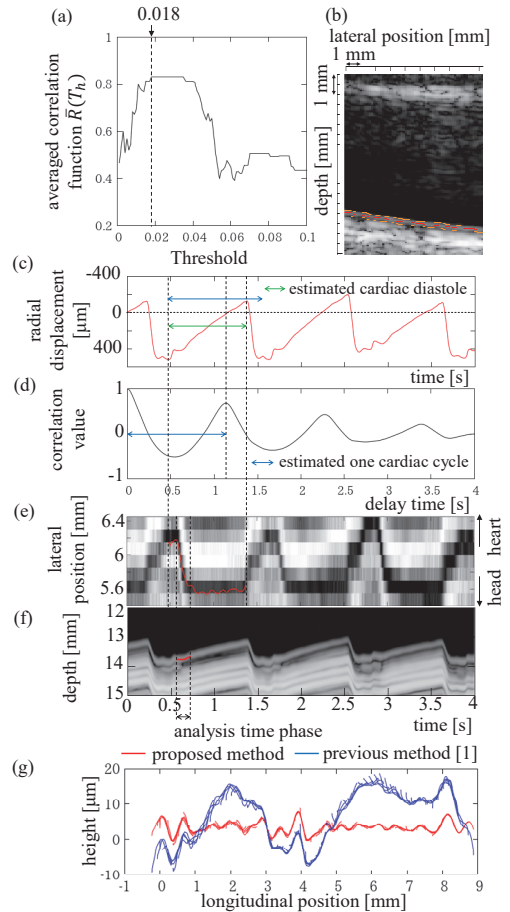 (a)
0.018
averaged correlation
function R̄(T_h)
1
0.8
0.6
0.4
0.2
0 0.02 0.04 0.06 0.08 0.1
Threshold
(b)
lateral position [mm]
1 mm
1 mm
depth [mm]
(c)
radial
displacement
[μm]
-400
0
400
estimated cardiac diastole
time [s]
(d)
correlation
value
1
0
-1
estimated one cardiac cycle
0 0.5 1 1.5 2 2.5 3 3.5 4
delay time [s]
(e)
lateral
position [mm]
6.4
6
5.6
heart
head
(f)
depth [mm]
12
13
14
15
0 0.5 1 1.5 2 2.5 3 3.5 4
time [s]
analysis time phase
proposed method
previous method [1]
(g)
height [μm]
20
10
0
-10
-1 0 1 2 3 4 5 6 7 8 9
longitudinal position [mm]